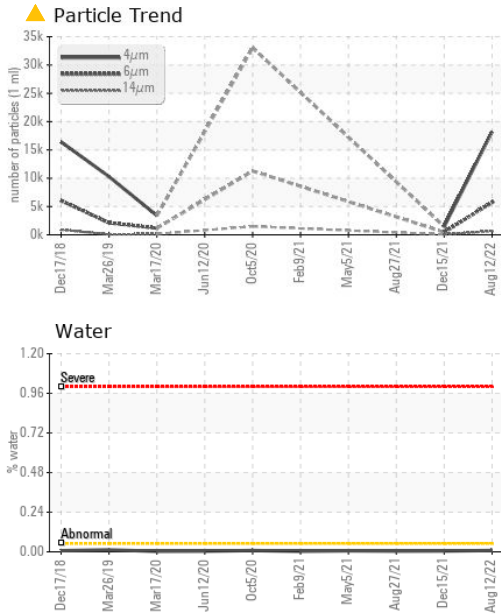 Particle Trend
number of particles (1 ml)
35k
30k
25k
20k
15k
10k
5k
0k
4μm
6μm
14μm
Dec17/18
Mar26/19
Mar17/20
Jun12/20
Oct5/20
Feb9/21
May5/21
Aug27/21
Dec15/21
Aug12/22
Water
% water
1.20
0.96
0.72
0.48
0.24
0.00
Severe
Abnormal
Dec17/18
Mar26/19
Mar17/20
Jun12/20
Oct5/20
Feb9/21
May5/21
Aug27/21
Dec15/21
Aug12/22